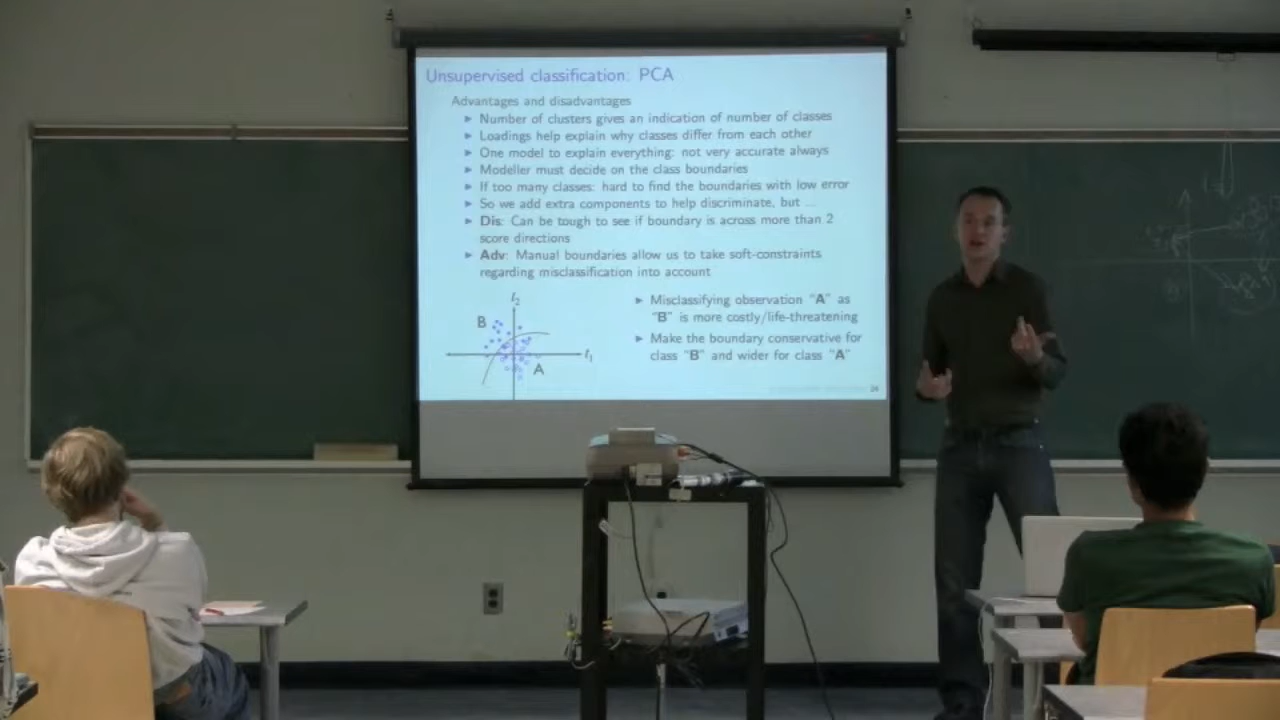 Unsupervised classification: PCA
Advantages and disadvantages
► Number of clusters gives an indication of number of classes
► Loadings help explain why classes differ from each other
► One model to explain everything: not very accurate always
► Modeller must decide on the class boundaries
► If too many classes: hard to find the boundaries with low error
► So we add extra components to help discriminate, but ...
► Dis: Can be tough to see if boundary is across more than 2
score directions
► Adv: Manual boundaries allow us to take soft-constraints
regarding misclassification into account
t₂
B
t₁
A
► Misclassifying observation "A" as
"B" is more costly/life-threatening
► Make the boundary conservative for
class "B" and wider for class "A"
24